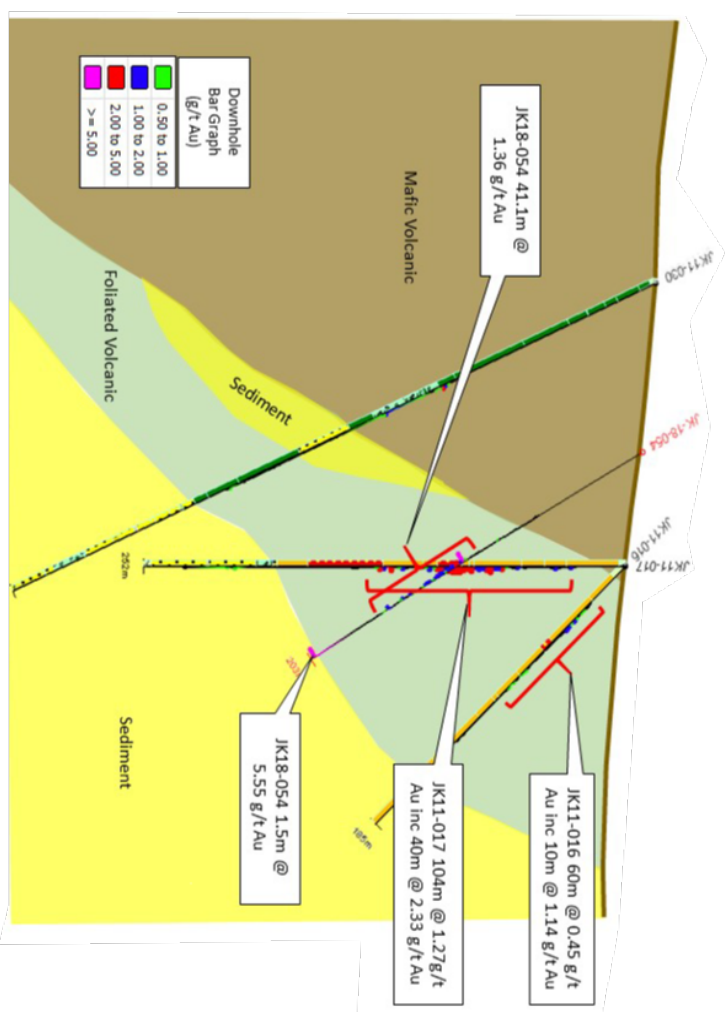 JK11-030
JK-18-054
JK11-016
JK11-017
JK18-054 41.1m @
1.36 g/t Au
Mafic Volcanic
Downhole
Bar Graph
(g/t Au)
0.50 to 1.00
1.00 to 2.00
2.00 to 5.00
>= 5.00
JK11-016 60m @ 0.45 g/t
Au inc 10m @ 1.14 g/t Au
JK11-017 104m @ 1.27g/t
Au inc 40m @ 2.33 g/t Au
185m
Sediment
Foliated Volcanic
262m
JK18-054 1.5m @
5.55 g/t Au
Sediment